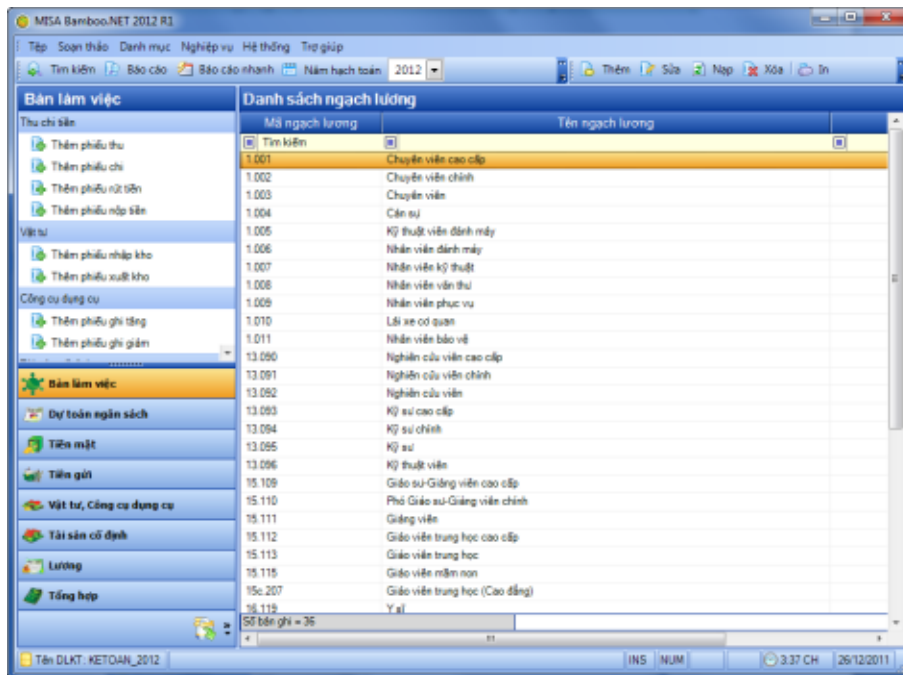 MISA Bamboo.NET 2012 R1
Tệp Soạn thảo Danh mục Nghiệp vụ Hệ thống Trợ giúp
Tìm kiếm Báo cáo Báo cáo nhanh Năm hạch toán 2012 Thêm Sửa Nạp Xóa In
Bàn làm việc
Thu chi tiền
Thêm phiếu thu
Thêm phiếu chi
Thêm phiếu rút tiền
Thêm phiếu nộp tiền
Vật tư
Thêm phiếu nhập kho
Thêm phiếu xuất kho
Công cụ dụng cụ
Thêm phiếu ghi tăng
Thêm phiếu ghi giảm
Bàn làm việc
Dự toán ngân sách
Tiền mặt
Tiền gửi
Vật tư, Công cụ dụng cụ
Tài sản cố định
Lương
Tổng hợp
Danh sách ngạch lương
Mã ngạch lương Tên ngạch lương
Tìm kiếm
1.001 Chuyên viên cao cấp
1.002 Chuyên viên chính
1.003 Chuyên viên
1.004 Cán sự
1.005 Kỹ thuật viên đánh máy
1.006 Nhân viên đánh máy
1.007 Nhân viên kỹ thuật
1.008 Nhân viên văn thư
1.009 Nhân viên phục vụ
1.010 Lái xe cơ quan
1.011 Nhân viên bảo vệ
13.090 Nghiên cứu viên cao cấp
13.091 Nghiên cứu viên chính
13.092 Nghiên cứu viên
13.093 Kỹ sư cao cấp
13.094 Kỹ sư chính
13.095 Kỹ sư
13.096 Kỹ thuật viên
15.109 Giáo sư-Giảng viên cao cấp
15.110 Phó Giáo sư-Giảng viên chính
15.111 Giảng viên
15.112 Giáo viên trung học cao cấp
15.113 Giáo viên trung học
15.115 Giáo viên mầm non
15c.207 Giáo viên trung học (Cao đẳng)
16.119 Y sĩ
Số bản ghi = 36
Tên DLKT: KETOAN_2012 INS NUM 3:37 CH 26/12/2011